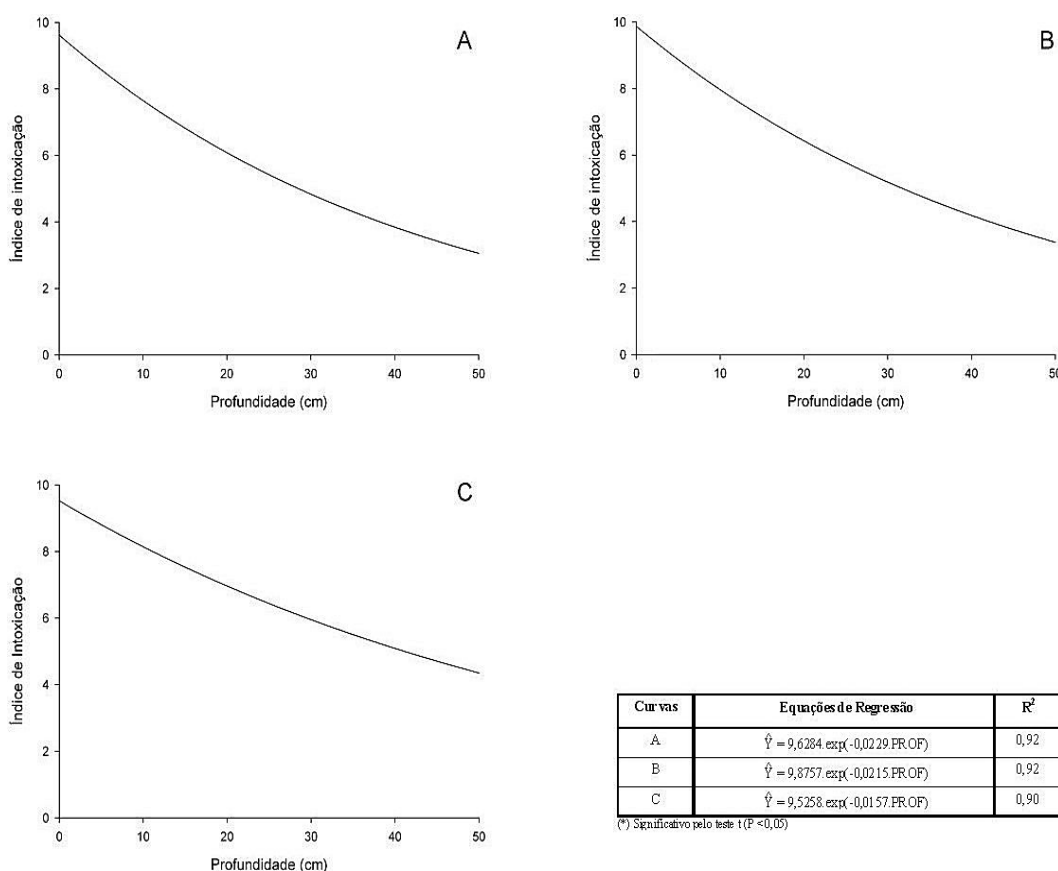 A
Índice de intoxicação
10
8
6
4
2
0
0 10 20 30 40 50
Profundidade (cm)
B
Índice de intoxicação
10
8
6
4
2
0
0 10 20 30 40 50
Profundidade (cm)
C
Índice de Intoxicação
10
8
6
4
2
0
0 10 20 30 40 50
Profundidade (cm)
Curvas Equações de Regressão R²
A Ŷ = 9,6284.exp(-0,0229.PROF) 0,92
B Ŷ = 9,8757.exp(-0,0215.PROF) 0,92
C Ŷ = 9,5258.exp(-0,0157.PROF) 0,90
(*) Significativo pelo teste t (P <0,05)